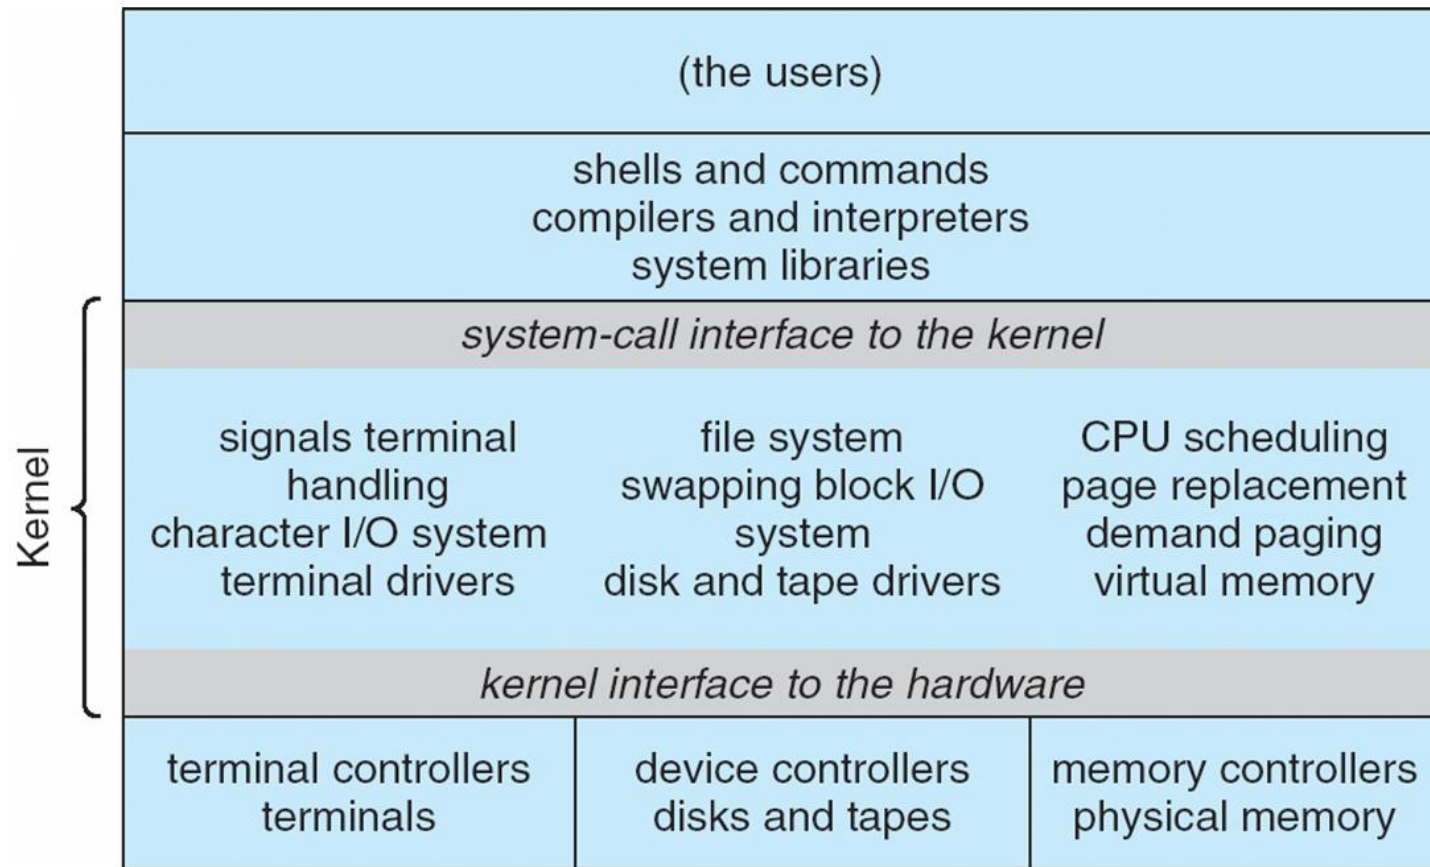 (the users)
shells and commands
compilers and interpreters
system libraries
system-call interface to the kernel
Kernel
signals terminal
handling
character I/O system
terminal drivers
file system
swapping block I/O
system
disk and tape drivers
CPU scheduling
page replacement
demand paging
virtual memory
kernel interface to the hardware
terminal controllers
terminals
device controllers
disks and tapes
memory controllers
physical memory